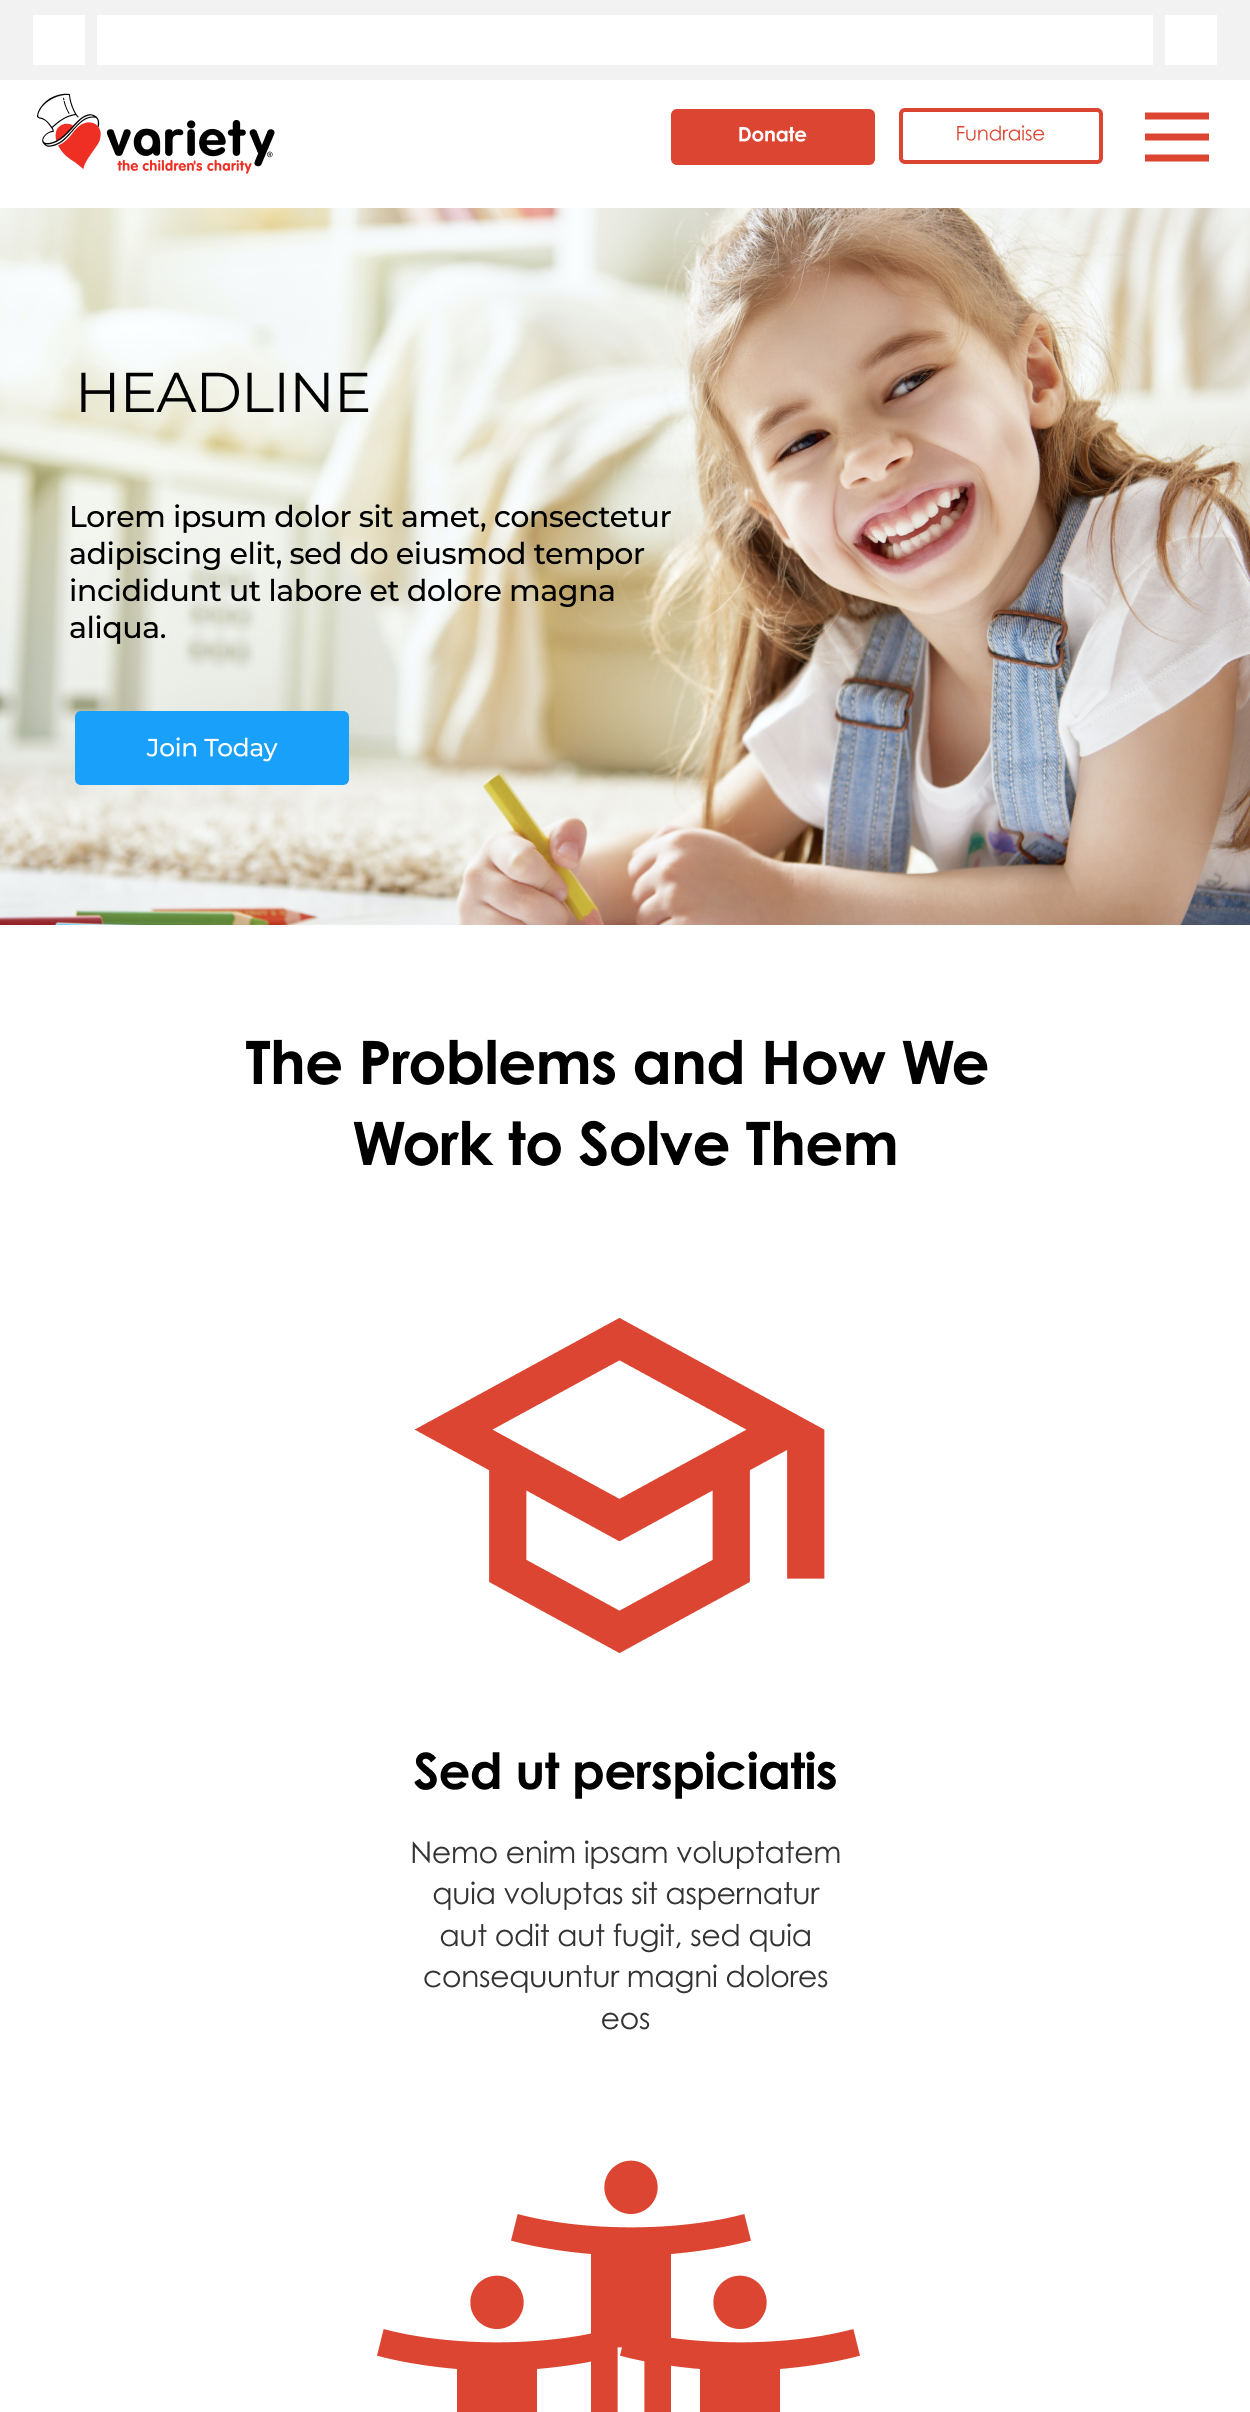 variety®
the children's charity
Donate
Fundraise
HEADLINE
Lorem ipsum dolor sit amet, consectetur
adipiscing elit, sed do eiusmod tempor
incididunt ut labore et dolore magna
aliqua.
Join Today
The Problems and How We
Work to Solve Them
Sed ut perspiciatis
Nemo enim ipsam voluptatem
quia voluptas sit aspernatur
aut odit aut fugit, sed quia
consequuntur magni dolores
eos